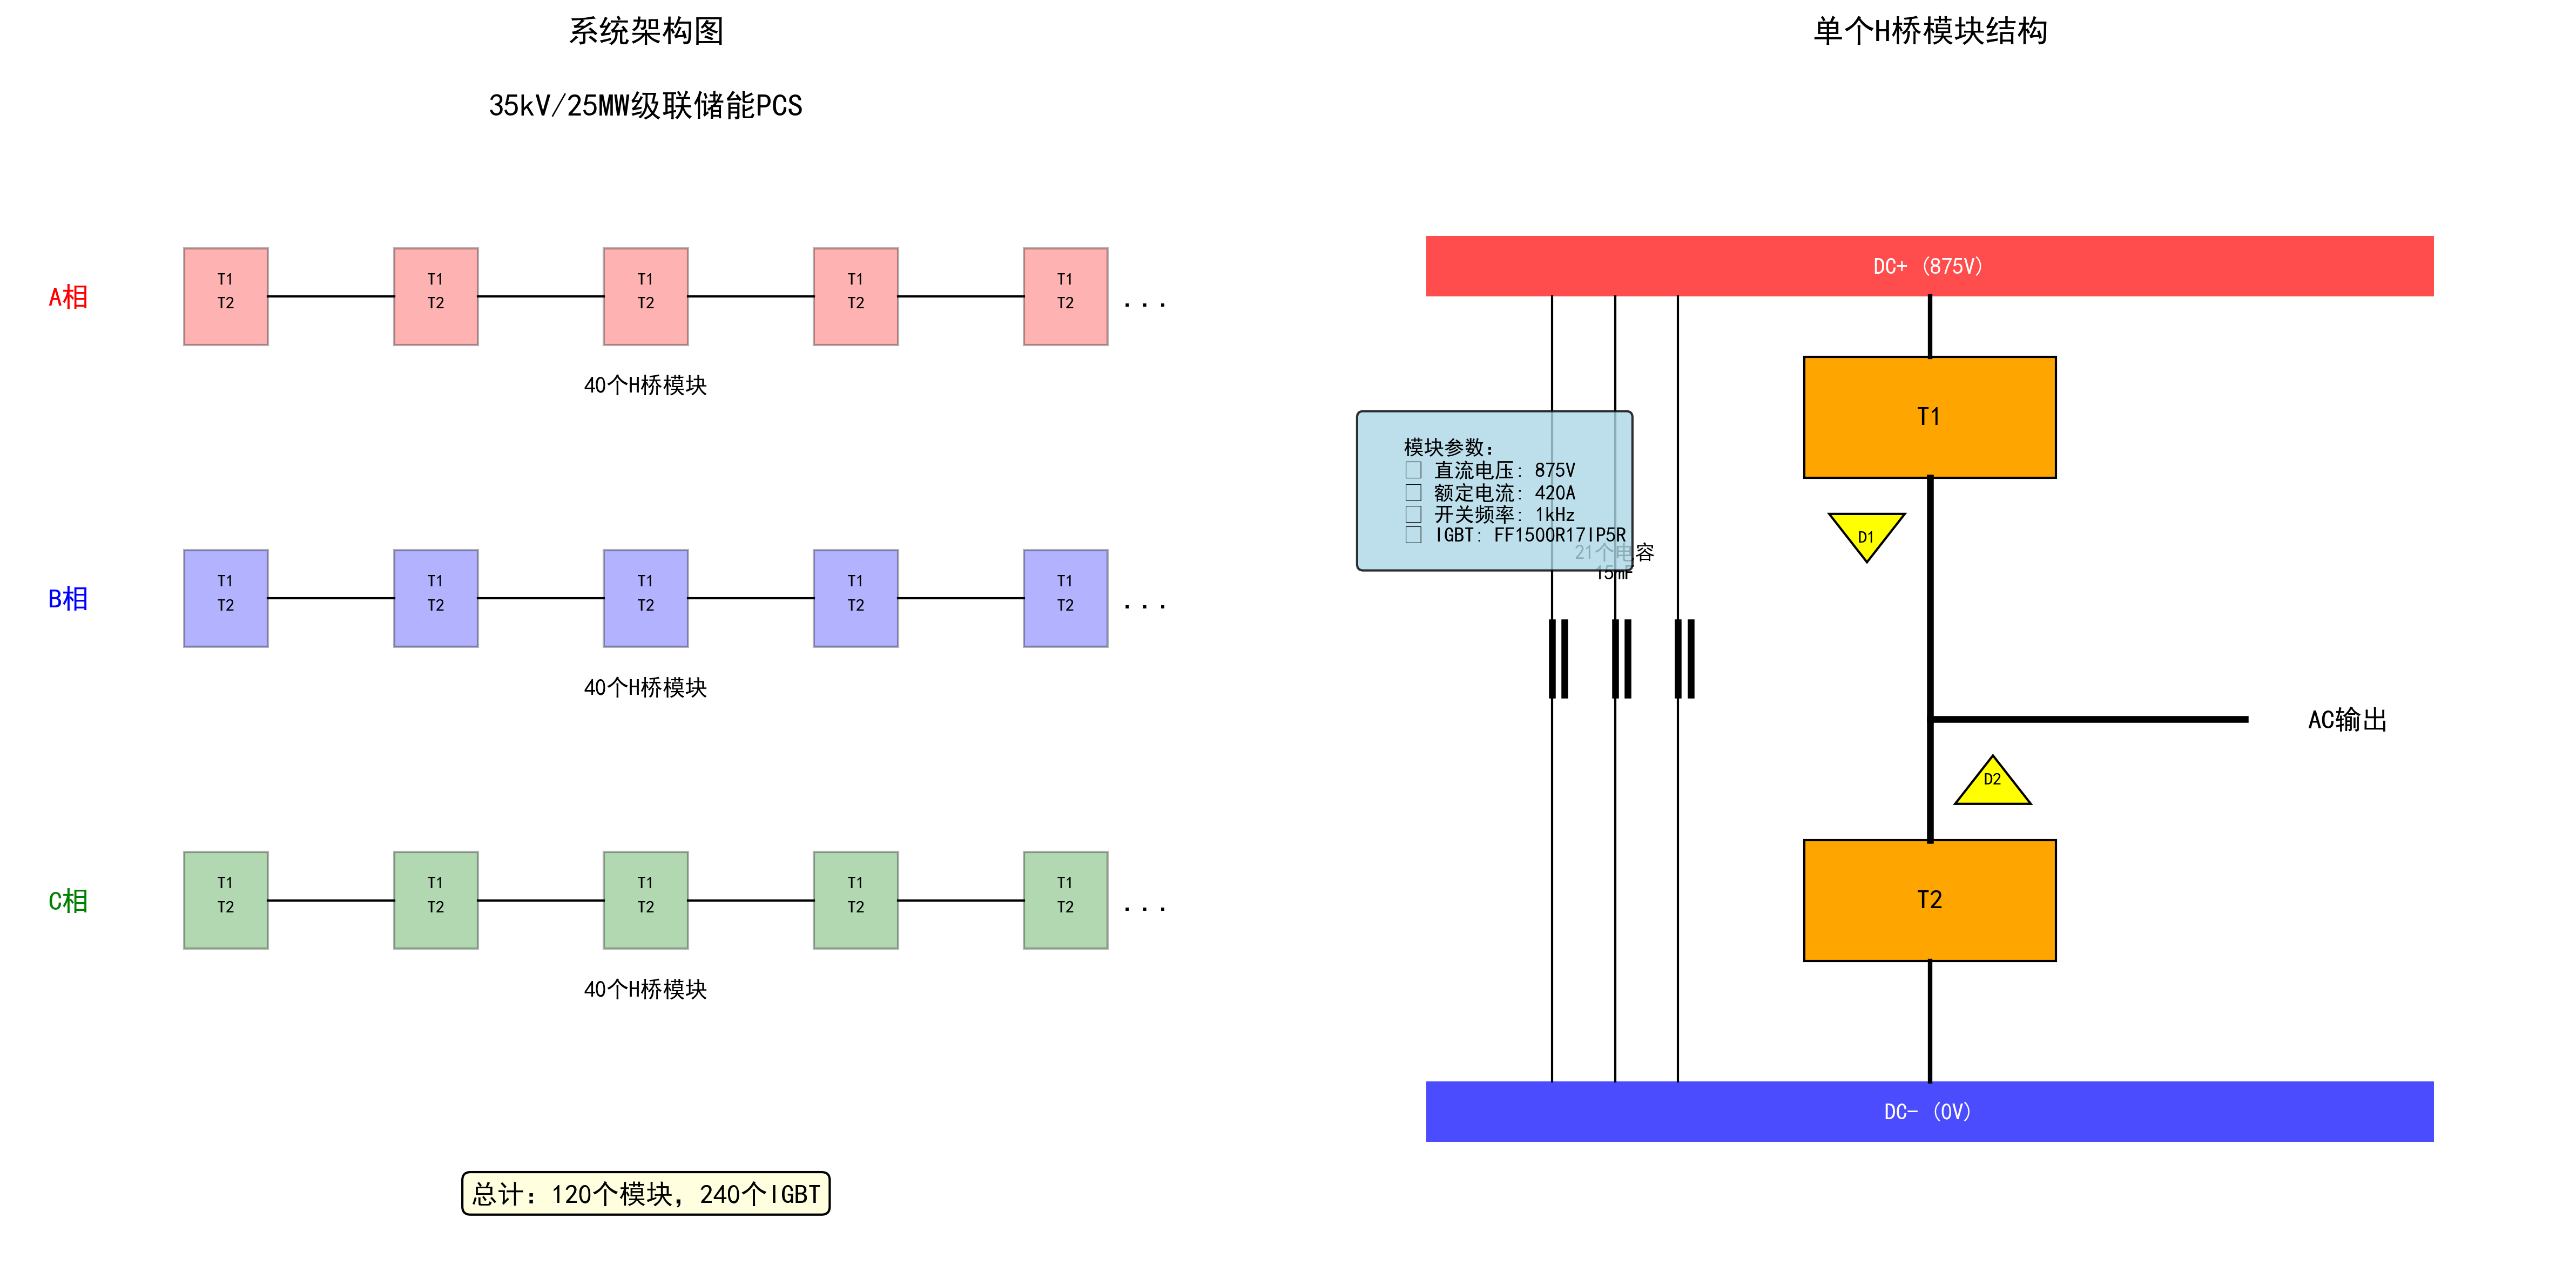 系统架构图
35kV/25MW级联储能PCS
A相
T1
T2
T1
T2
T1
T2
T1
T2
T1
T2
...
40个H桥模块
B相
T1
T2
T1
T2
T1
T2
T1
T2
T1
T2
...
40个H桥模块
C相
T1
T2
T1
T2
T1
T2
T1
T2
T1
T2
...
40个H桥模块
总计：120个模块，240个IGBT
单个H桥模块结构
DC+ (875V)
T1
模块参数：
□ 直流电压: 875V
□ 额定电流: 420A
□ 开关频率: 1kHz
□ IGBT: FF1500R17IP5R
21个电容
15mF
D1
AC输出
D2
T2
DC- (0V)